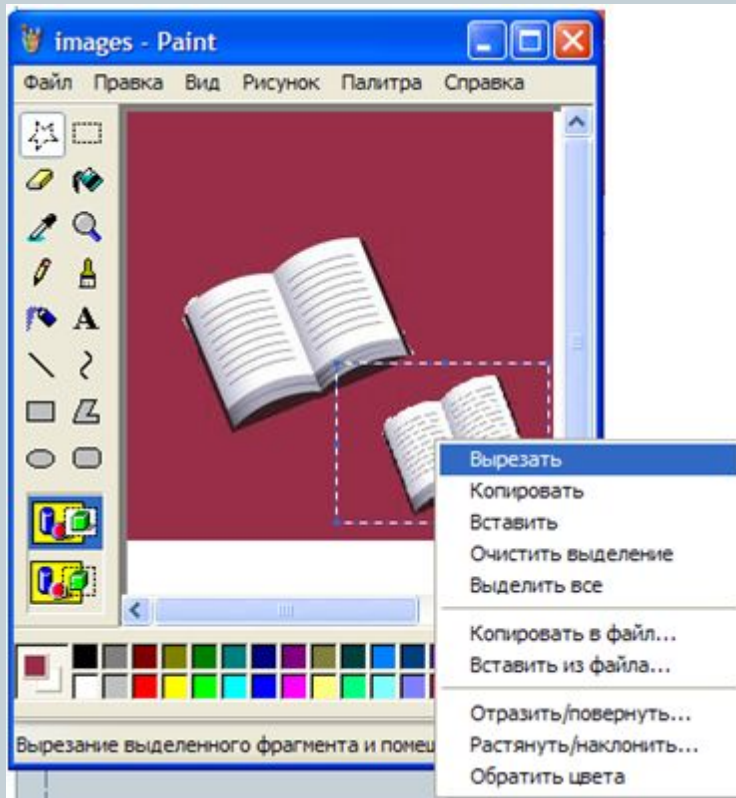 images - Paint
Файл Правка Вид Рисунок Палитра Справка
A
Вырезать
Копировать
Вставить
Очистить выделение
Выделить все
Копировать в файл...
Вставить из файла...
Отразить/повернуть...
Растянуть/наклонить...
Обратить цвета
Вырезание выделенного фрагмента и